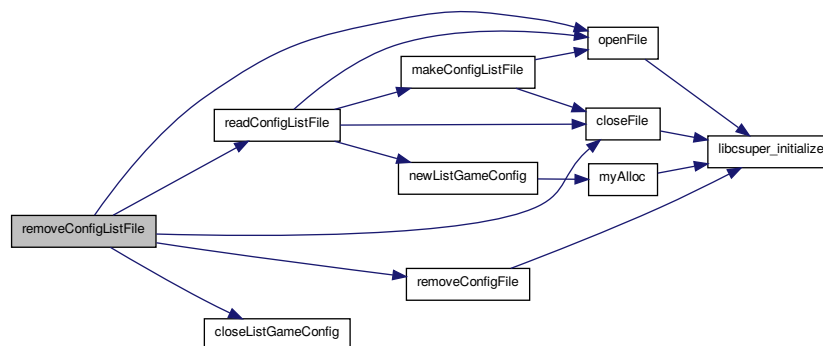 openFile
makeConfigListFile
readConfigListFile
closeFile
libcsuper_initialize
newListGameConfig
myAlloc
removeConfigListFile
removeConfigFile
closeListGameConfig